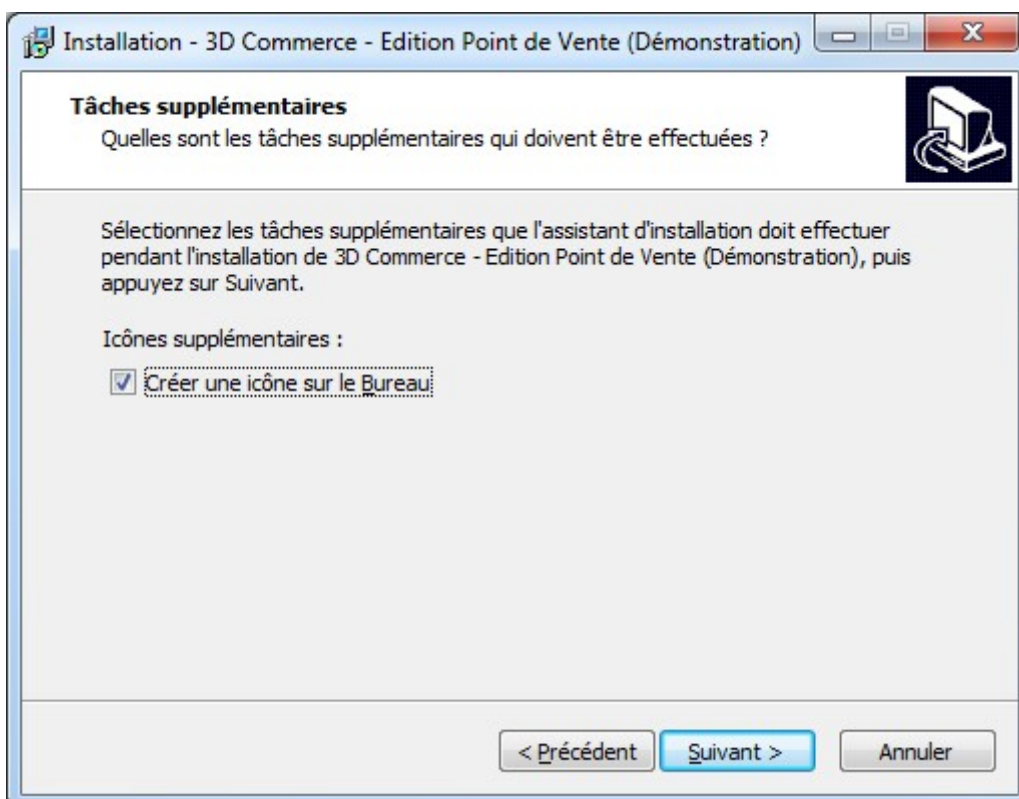 Installation - 3D Commerce - Edition Point de Vente (Démonstration)
Tâches supplémentaires
Quelles sont les tâches supplémentaires qui doivent être effectuées ?
Sélectionnez les tâches supplémentaires que l'assistant d'installation doit effectuer
pendant l'installation de 3D Commerce - Edition Point de Vente (Démonstration), puis
appuyez sur Suivant.
Icônes supplémentaires :
Créer une icône sur le Bureau
< Précédent
Suivant >
Annuler